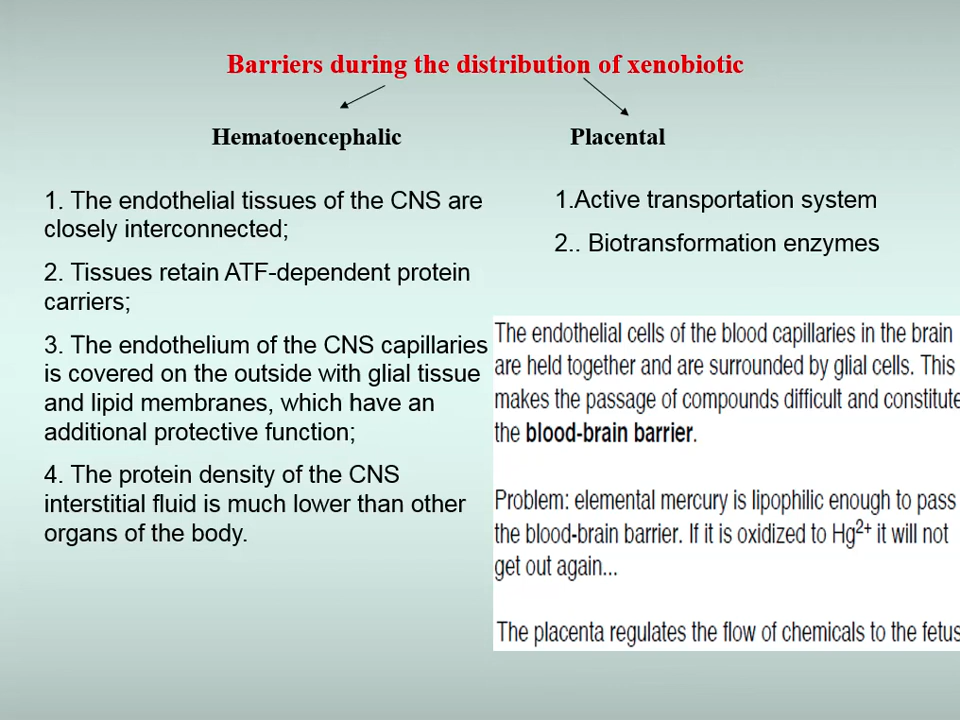 Barriers during the distribution of xenobiotic
Hematoencephalic
Placental
1. The endothelial tissues of the CNS are
closely interconnected;
2. Tissues retain ATF-dependent protein
carriers;
3. The endothelium of the CNS capillaries
is covered on the outside with glial tissue
and lipid membranes, which have an
additional protective function;
4. The protein density of the CNS
interstitial fluid is much lower than other
organs of the body.
1.Active transportation system
2.. Biotransformation enzymes
The endothelial cells of the blood capillaries in the brain
are held together and are surrounded by glial cells. This
makes the passage of compounds difficult and constitute
the blood-brain barrier.
Problem: elemental mercury is lipophilic enough to pass
the blood-brain barrier. If it is oxidized to Hg²⁺ it will not
get out again...
The placenta regulates the flow of chemicals to the fetus